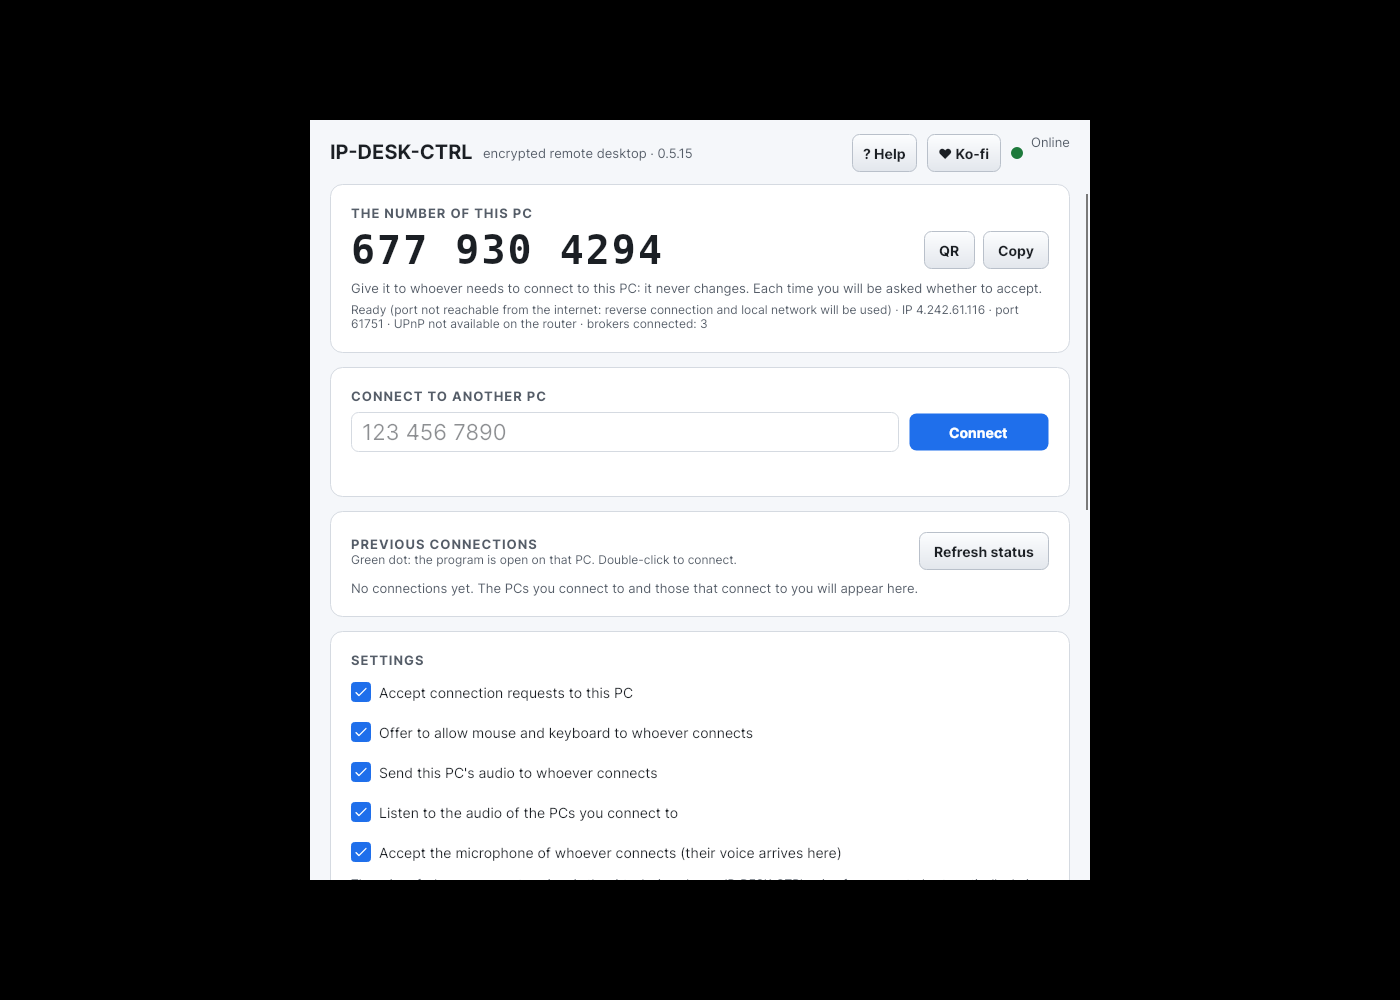 IP-DESK-CTRL encrypted remote desktop · 0.5.15
? Help
♥ Ko-fi
Online
THE NUMBER OF THIS PC
677 930 4294
QR
Copy
Give it to whoever needs to connect to this PC: it never changes. Each time you will be asked whether to accept.
Ready (port not reachable from the internet: reverse connection and local network will be used) · IP 4.242.61.116 · port
61751 · UPnP not available on the router · brokers connected: 3
CONNECT TO ANOTHER PC
123 456 7890
Connect
PREVIOUS CONNECTIONS
Green dot: the program is open on that PC. Double-click to connect.
Refresh status
No connections yet. The PCs you connect to and those that connect to you will appear here.
SETTINGS
Accept connection requests to this PC
Offer to allow mouse and keyboard to whoever connects
Send this PC's audio to whoever connects
Listen to the audio of the PCs you connect to
Accept the microphone of whoever connects (their voice arrives here)